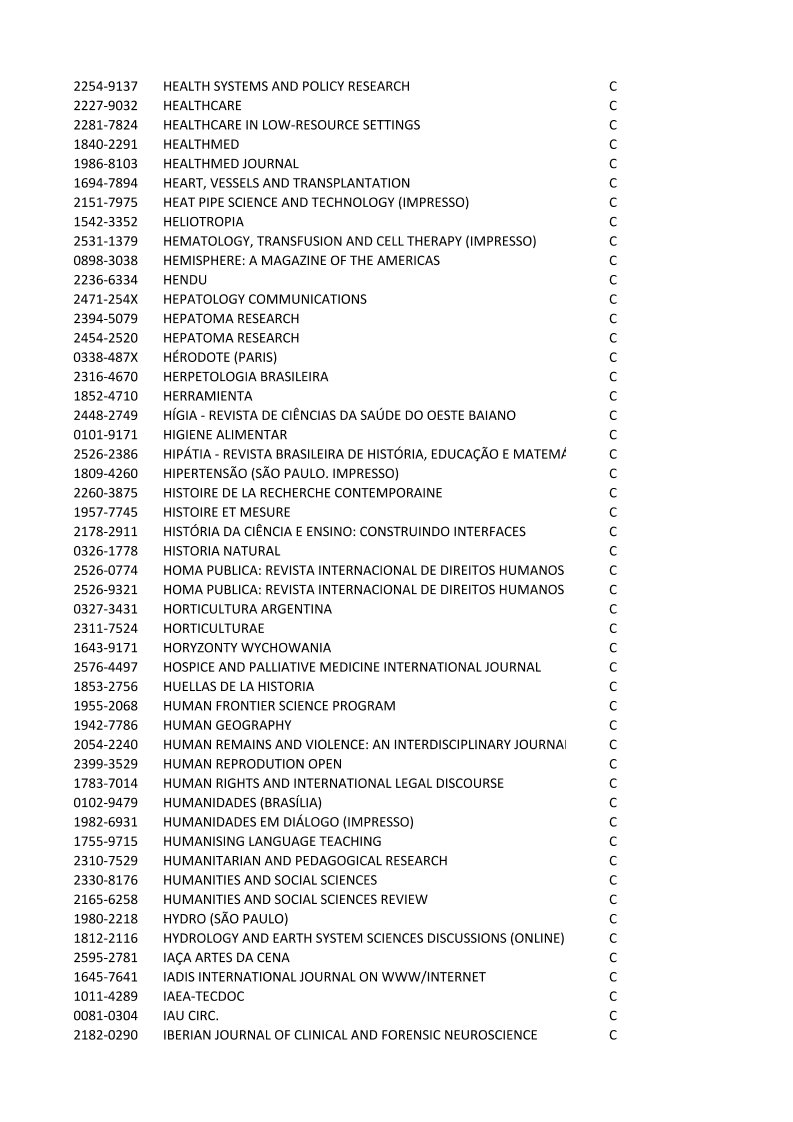 2254-9137 HEALTH SYSTEMS AND POLICY RESEARCH C
2227-9032 HEALTHCARE C
2281-7824 HEALTHCARE IN LOW-RESOURCE SETTINGS C
1840-2291 HEALTHMED C
1986-8103 HEALTHMED JOURNAL C
1694-7894 HEART, VESSELS AND TRANSPLANTATION C
2151-7975 HEAT PIPE SCIENCE AND TECHNOLOGY (IMPRESSO) C
1542-3352 HELIOTROPIA C
2531-1379 HEMATOLOGY, TRANSFUSION AND CELL THERAPY (IMPRESSO) C
0898-3038 HEMISPHERE: A MAGAZINE OF THE AMERICAS C
2236-6334 HENDU C
2471-254X HEPATOLOGY COMMUNICATIONS C
2394-5079 HEPATOMA RESEARCH C
2454-2520 HEPATOMA RESEARCH C
0338-487X HÉRODOTE (PARIS) C
2316-4670 HERPETOLOGIA BRASILEIRA C
1852-4710 HERRAMIENTA C
2448-2749 HÍGIA - REVISTA DE CIÊNCIAS DA SAÚDE DO OESTE BAIANO C
0101-9171 HIGIENE ALIMENTAR C
2526-2386 HIPÁTIA - REVISTA BRASILEIRA DE HISTÓRIA, EDUCAÇÃO E MATEMÁ C
1809-4260 HIPERTENSÃO (SÃO PAULO. IMPRESSO) C
2260-3875 HISTOIRE DE LA RECHERCHE CONTEMPORAINE C
1957-7745 HISTOIRE ET MESURE C
2178-2911 HISTÓRIA DA CIÊNCIA E ENSINO: CONSTRUINDO INTERFACES C
0326-1778 HISTORIA NATURAL C
2526-0774 HOMA PUBLICA: REVISTA INTERNACIONAL DE DIREITOS HUMANOS C
2526-9321 HOMA PUBLICA: REVISTA INTERNACIONAL DE DIREITOS HUMANOS C
0327-3431 HORTICULTURA ARGENTINA C
2311-7524 HORTICULTURAE C
1643-9171 HORYZONTY WYCHOWANIA C
2576-4497 HOSPICE AND PALLIATIVE MEDICINE INTERNATIONAL JOURNAL C
1853-2756 HUELLAS DE LA HISTORIA C
1955-2068 HUMAN FRONTIER SCIENCE PROGRAM C
1942-7786 HUMAN GEOGRAPHY C
2054-2240 HUMAN REMAINS AND VIOLENCE: AN INTERDISCIPLINARY JOURNAL C
2399-3529 HUMAN REPRODUTION OPEN C
1783-7014 HUMAN RIGHTS AND INTERNATIONAL LEGAL DISCOURSE C
0102-9479 HUMANIDADES (BRASÍLIA) C
1982-6931 HUMANIDADES EM DIÁLOGO (IMPRESSO) C
1755-9715 HUMANISING LANGUAGE TEACHING C
2310-7529 HUMANITARIAN AND PEDAGOGICAL RESEARCH C
2330-8176 HUMANITIES AND SOCIAL SCIENCES C
2165-6258 HUMANITIES AND SOCIAL SCIENCES REVIEW C
1980-2218 HYDRO (SÃO PAULO) C
1812-2116 HYDROLOGY AND EARTH SYSTEM SCIENCES DISCUSSIONS (ONLINE) C
2595-2781 IAÇA ARTES DA CENA C
1645-7641 IADIS INTERNATIONAL JOURNAL ON WWW/INTERNET C
1011-4289 IAEA-TECDOC C
0081-0304 IAU CIRC. C
2182-0290 IBERIAN JOURNAL OF CLINICAL AND FORENSIC NEUROSCIENCE C